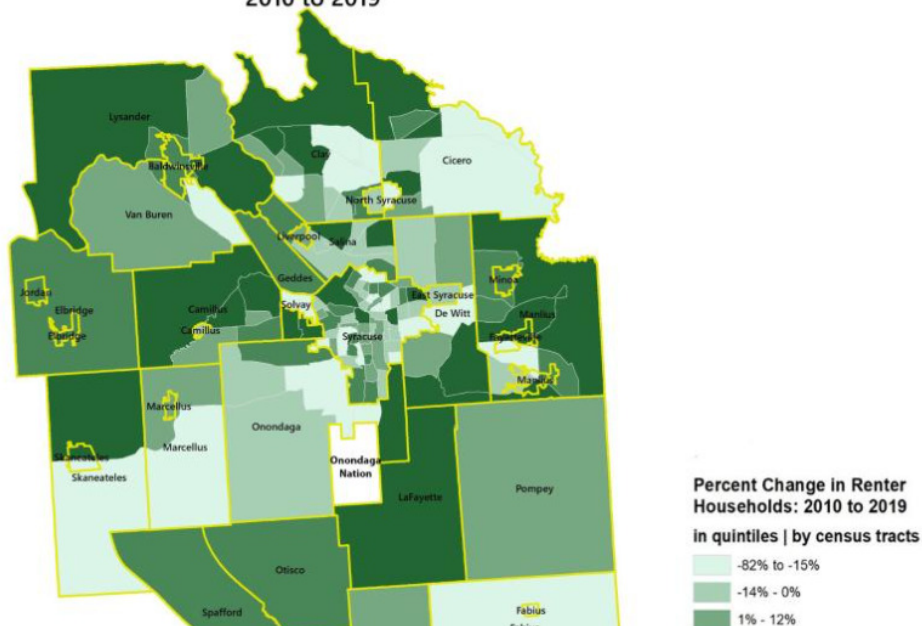 2010 to 2019
Lysander
Clay
Cicero
Baldwinsville
North Syracuse
Van Buren
Liverpool
Salina
Geddes
Minoa
Jordan
Elbridge
Elbridge
Camillus
Solvay
East Syracuse
De Witt
Manlius
Camillus
Syracuse
Fayetteville
Manlius
Marcellus
Onondaga
Marcellus
Skaneateles
Skaneateles
Onondaga
Nation
LaFayette
Pompey
Otisco
Spafford
Fabius
Percent Change in Renter
Households: 2010 to 2019
in quintiles | by census tracts
-82% to -15%
-14% - 0%
1% - 12%